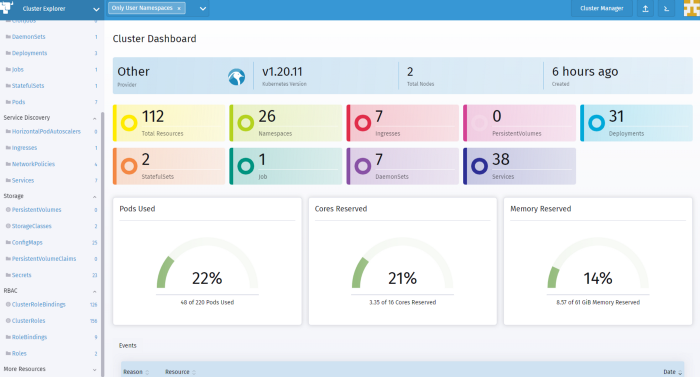 Cluster Explorer
Only User Namespaces ×
Cluster Manager
DaemonSets 1
Deployments 3
Jobs 1
StatefulSets 1
Pods 7
Service Discovery
HorizontalPodAutoscalers 0
Ingresses 1
NetworkPolicies 4
Services 7
Storage
PersistentVolumes 0
StorageClasses 2
ConfigMaps 25
PersistentVolumeClaims 0
Secrets 23
RBAC
ClusterRoleBindings 126
ClusterRoles
RoleBindings 9
Roles 2
More Resources
Cluster Dashboard
Other
Provider
v1.20.11
Kubernetes Version
2
Total Nodes
6 hours ago
Created
112
Total Resources
26
Namespaces
7
Ingresses
0
PersistentVolumes
31
Deployments
2
StatefulSets
1
Job
7
DaemonSets
38
Services
Pods Used
22%
48 of 220 Pods Used
Cores Reserved
21%
3.35 of 16 Cores Reserved
Memory Reserved
14%
8.57 of 61 GiB Memory Reserved
Events
Reason
Resource
Date